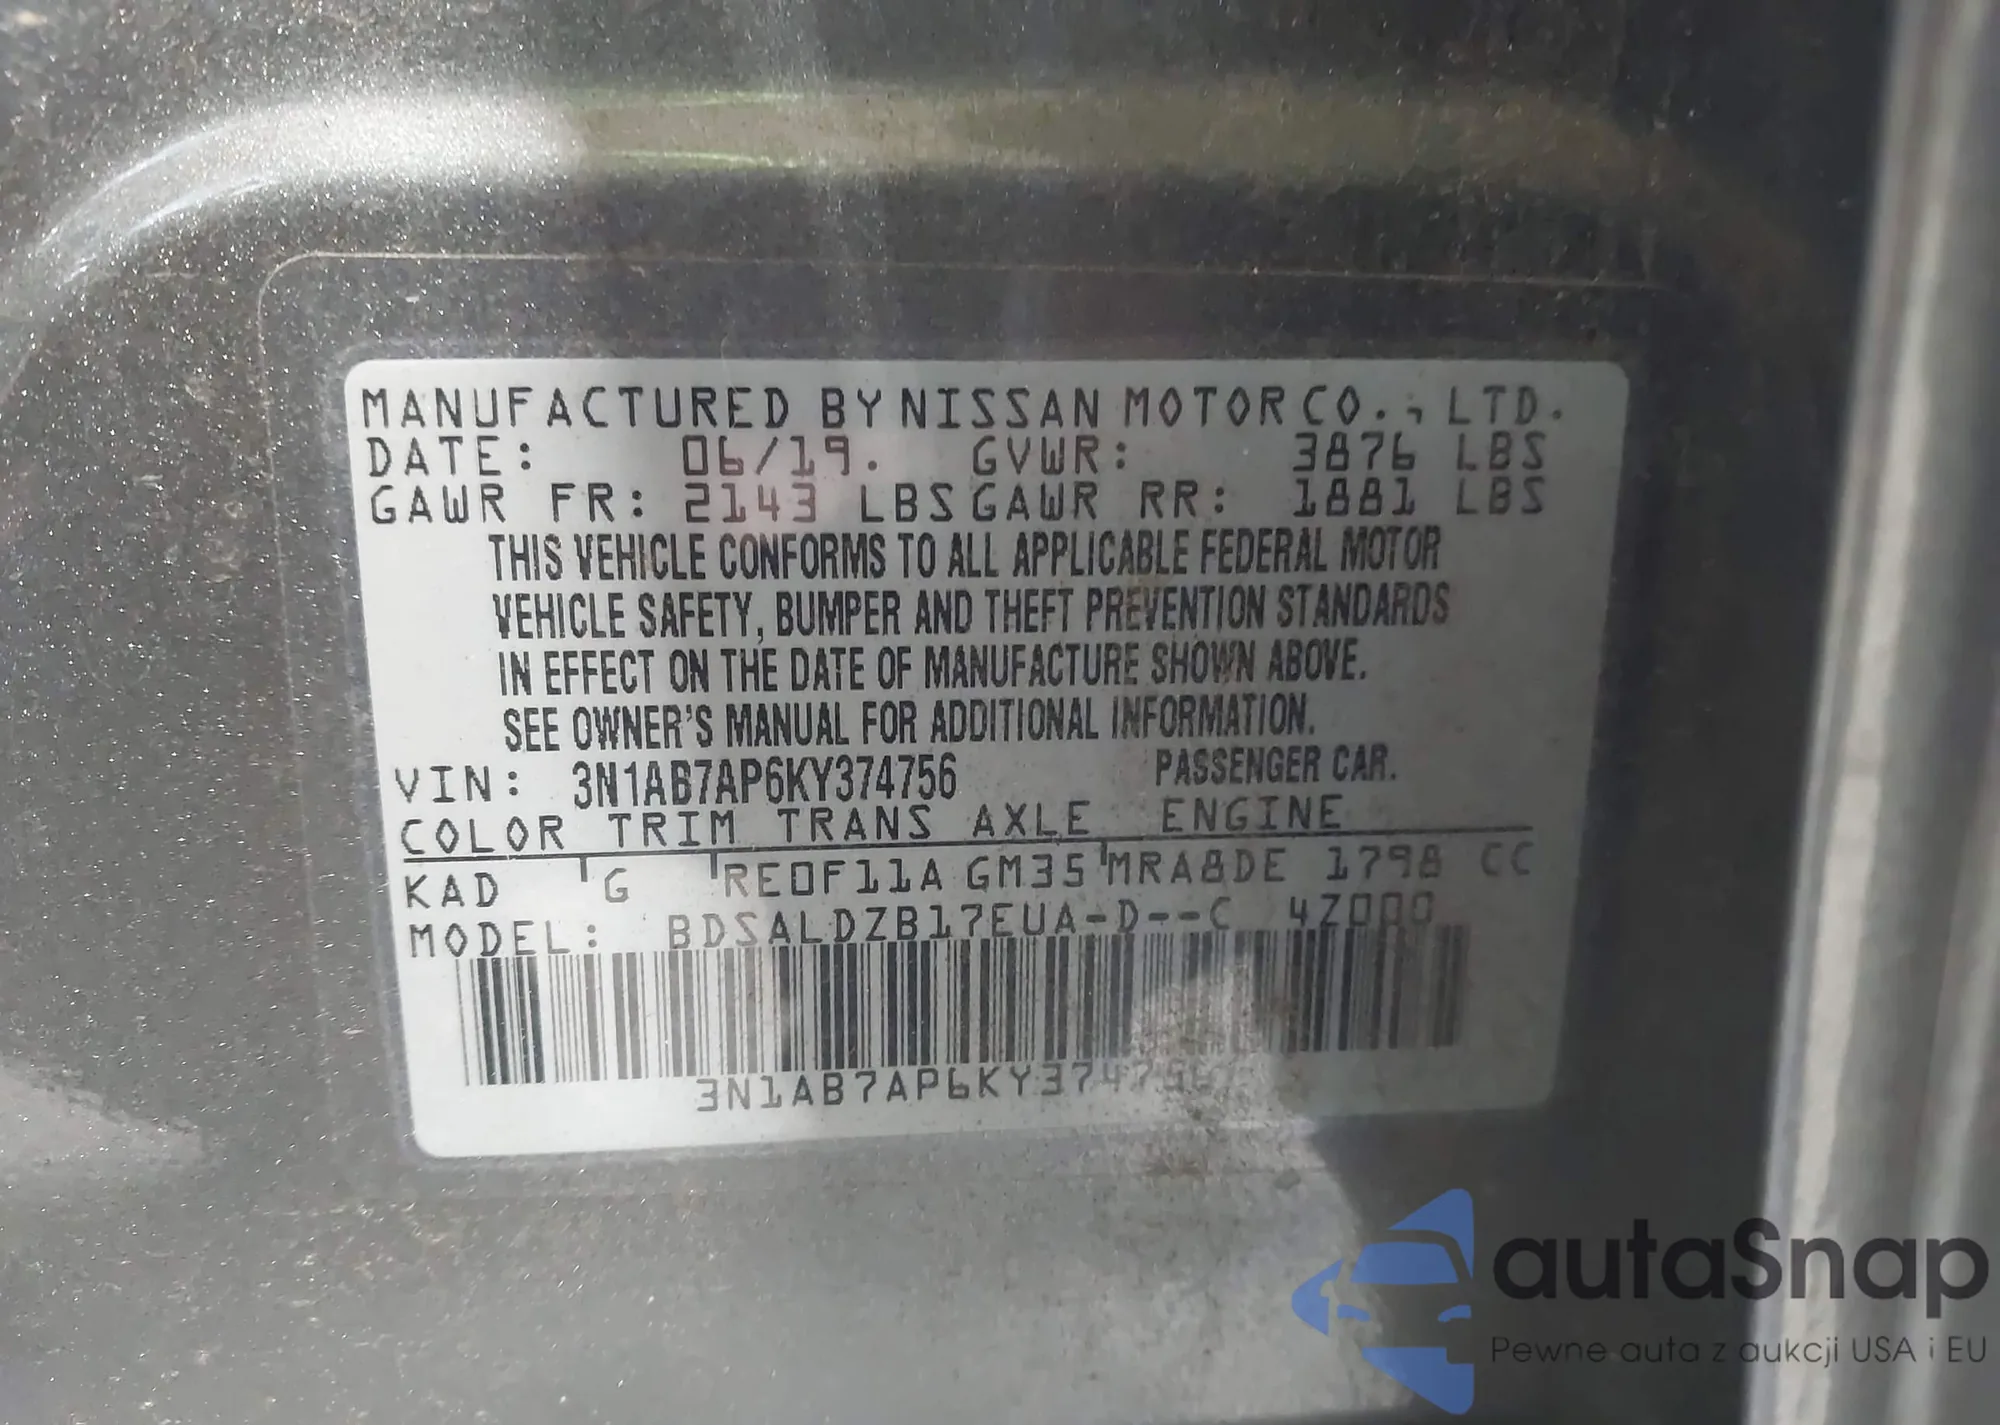 MANUFACTURED BY NISSAN MOTOR CO., LTD.
DATE: 06/19. GVWR: 3876 LBS
GAWR FR: 2143 LBS GAWR RR: 1881 LBS
THIS VEHICLE CONFORMS TO ALL APPLICABLE FEDERAL MOTOR
VEHICLE SAFETY, BUMPER AND THEFT PREVENTION STANDARDS
IN EFFECT ON THE DATE OF MANUFACTURE SHOWN ABOVE.
SEE OWNER'S MANUAL FOR ADDITIONAL INFORMATION.
VIN: 3N1AB7AP6KY374756 PASSENGER CAR.
COLOR TRIM TRANS AXLE ENGINE
KAD G RE0F11A GM35 MRA8DE 1798 CC
MODEL: BDSALDZB17EUA-D--C 4Z000
3N1AB7AP6KY374756
autaSnap
Pewne auta z aukcji USA i EU